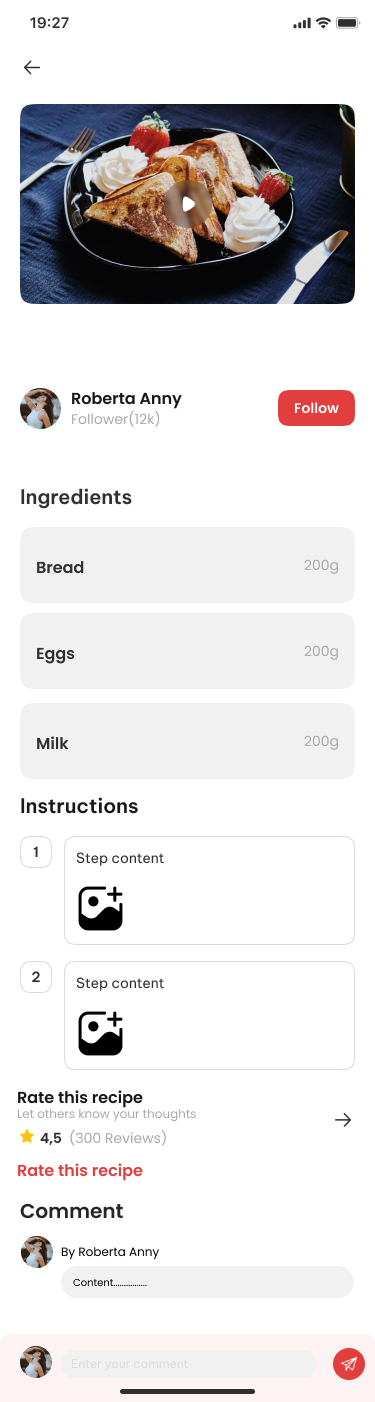 19:27
Roberta Anny
Follower(12k)
Follow
Ingredients
Bread 200g
Eggs 200g
Milk 200g
Instructions
1 Step content
2 Step content
Rate this recipe
Let others know your thoughts
4,5 (300 Reviews)
Rate this recipe
Comment
By Roberta Anny
Content...............
Enter your comment